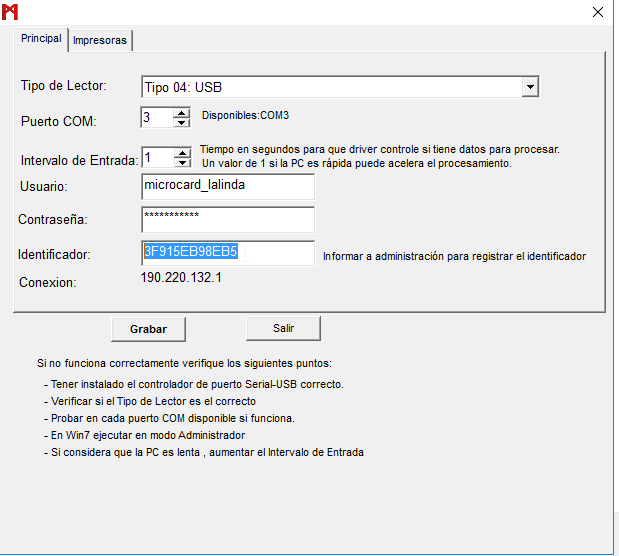 Principal
Impresoras
Tipo de Lector:
Tipo 04: USB
Puerto COM:
3
Disponibles:COM3
Intervalo de Entrada:
1
Tiempo en segundos para que driver controle si tiene datos para procesar.
Un valor de 1 si la PC es rápida puede acelera el procesamiento.
Usuario:
microcard_lalinda
Contraseña:
***********
Identificador:
3F915EB98EB5
Informar a administración para registrar el identificador
Conexion:
190.220.132.1
Grabar
Salir
Si no funciona correctamente verifique los siguientes puntos:
- Tener instalado el controlador de puerto Serial-USB correcto.
- Verificar si el Tipo de Lector es el correcto
- Probar en cada puerto COM disponible si funciona.
- En Win7 ejecutar en modo Administrador
- Si considera que la PC es lenta , aumentar el Intervalo de Entrada